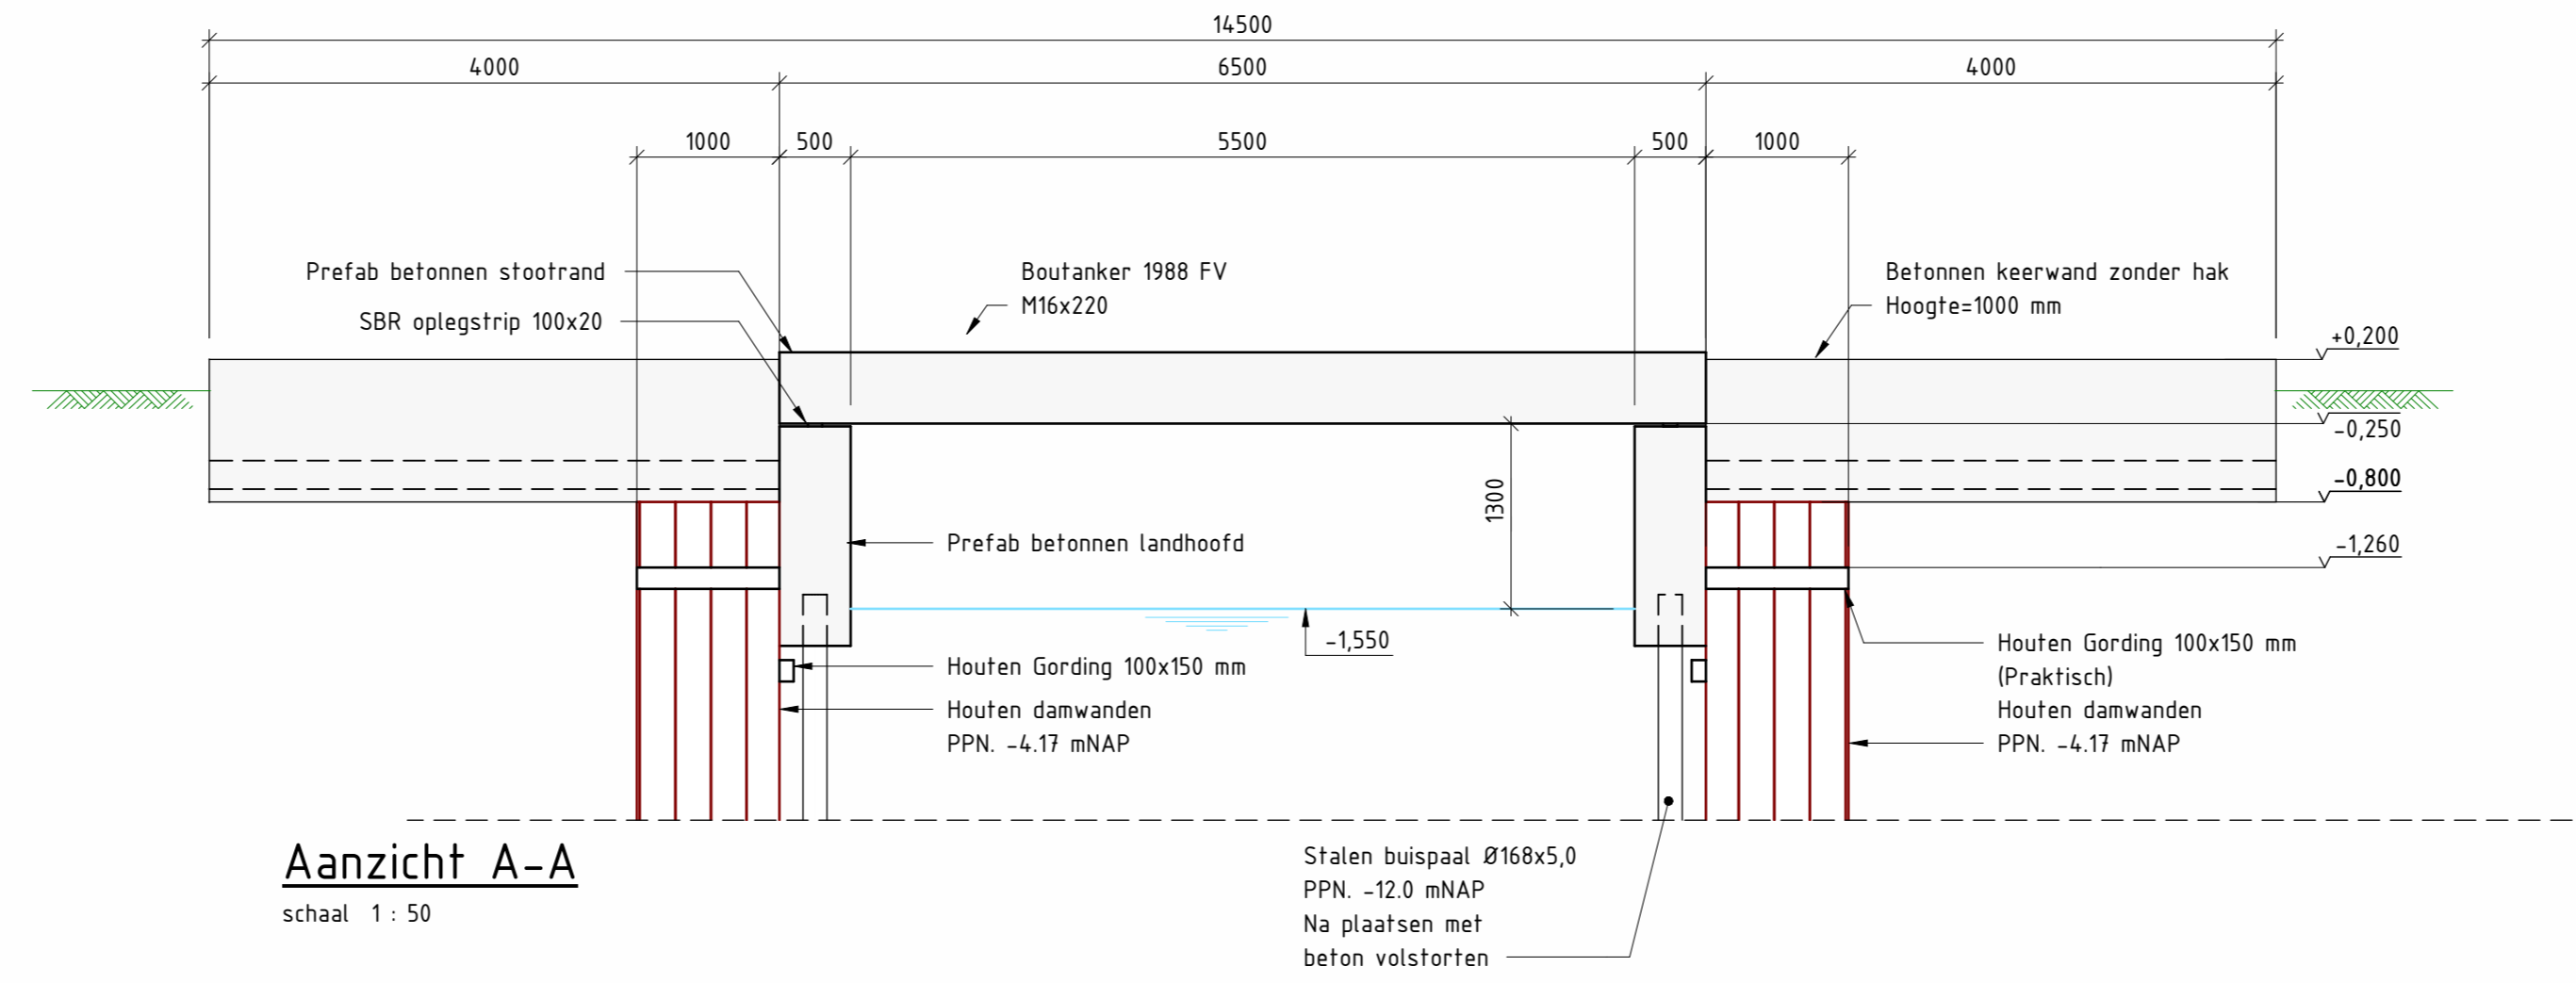 14500
4000
6500
4000
1000
500
5500
500
1000
Prefab betonnen stootrand
SBR oplegstrip 100x20
Boutanker 1988 FV
M16x220
Betonnen keerwand zonder hak
Hoogte=1000 mm
+0,200
-0,250
-0,800
-1,260
1300
Prefab betonnen landhoofd
-1,550
Houten Gording 100x150 mm
Houten damwanden
PPN. -4.17 mNAP
Houten Gording 100x150 mm
(Praktisch)
Houten damwanden
PPN. -4.17 mNAP
Aanzicht A-A
schaal 1 : 50
Stalen buispaal Ø168x5,0
PPN. -12.0 mNAP
Na plaatsen met
beton volstorten